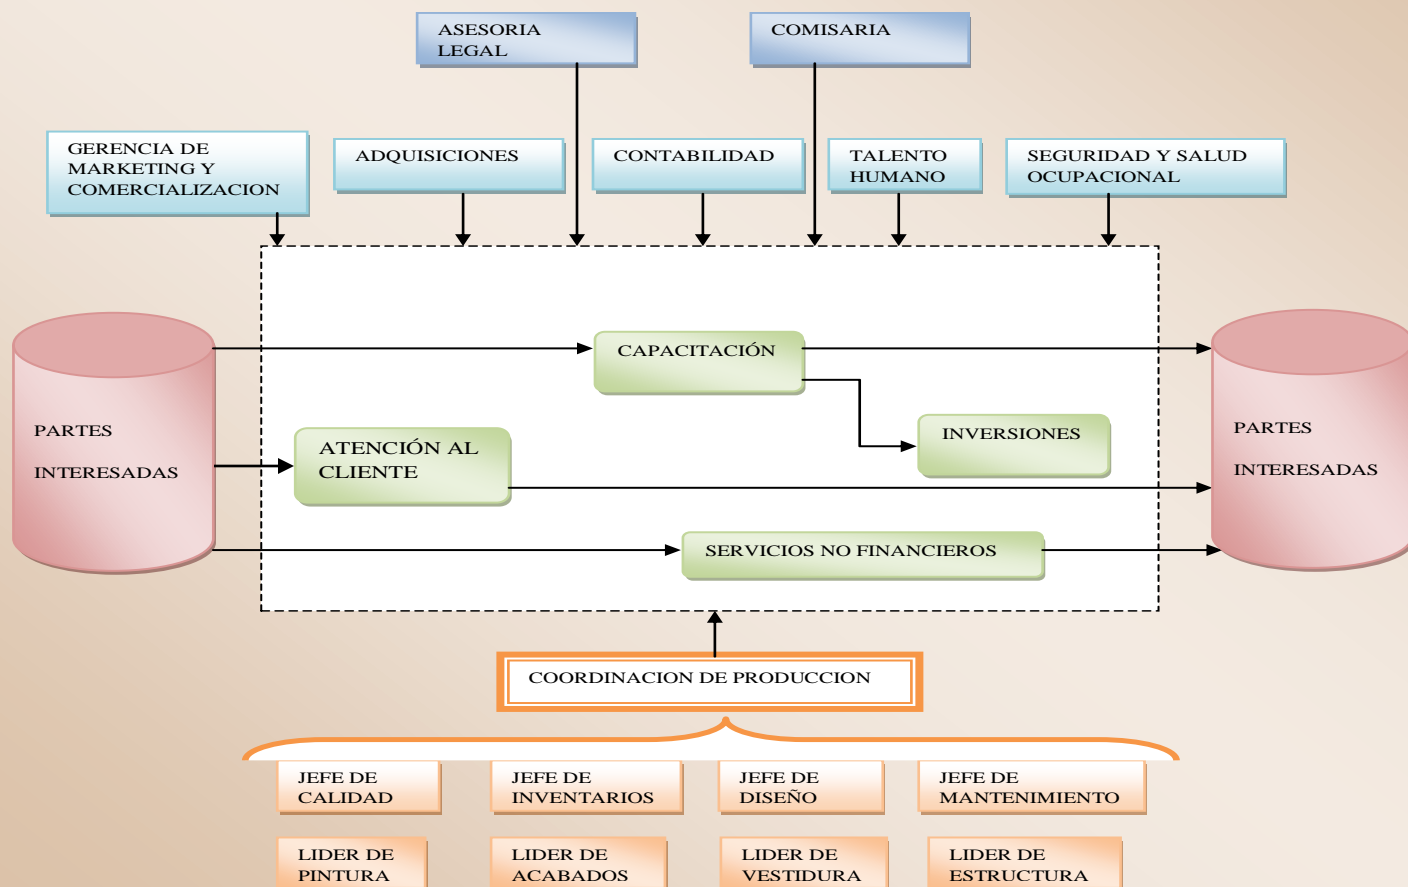 ASESORIA
LEGAL
COMISARIA
GERENCIA DE
MARKETING Y
COMERCIALIZACION
ADQUISICIONES
CONTABILIDAD
TALENTO
HUMANO
SEGURIDAD Y SALUD
OCUPACIONAL
PARTES
INTERESADAS
CAPACITACIÓN
ATENCIÓN AL
CLIENTE
INVERSIONES
SERVICIOS NO FINANCIEROS
PARTES
INTERESADAS
COORDINACION DE PRODUCCION
JEFE DE
CALIDAD
JEFE DE
INVENTARIOS
JEFE DE
DISEÑO
JEFE DE
MANTENIMIENTO
LIDER DE
PINTURA
LIDER DE
ACABADOS
LIDER DE
VESTIDURA
LIDER DE
ESTRUCTURA